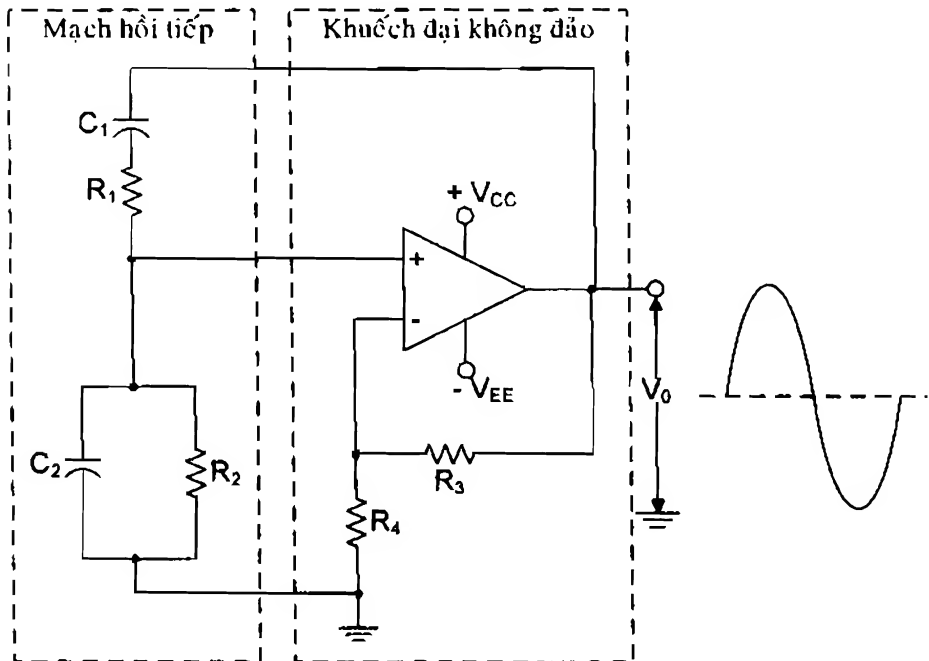 Mạch hồi tiếp
Khuếch đại không đảo
C1
R1
+ VCC
+
-
- VEE
V0
C2
R2
R3
R4